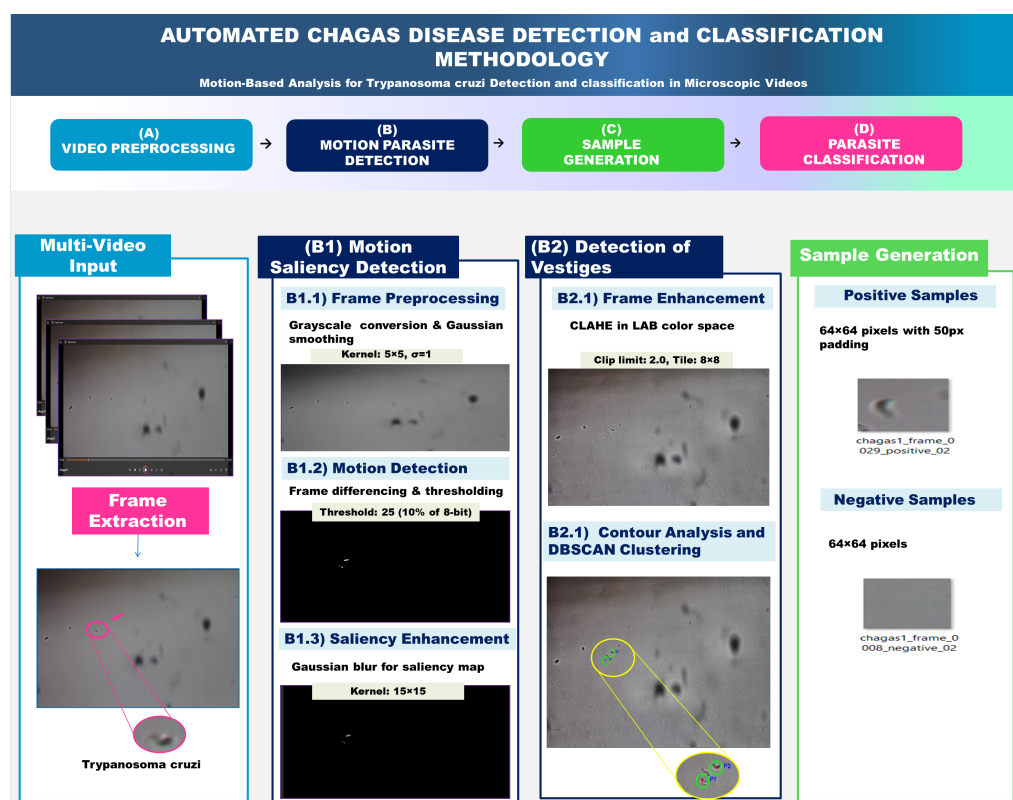 AUTOMATED CHAGAS DISEASE DETECTION and CLASSIFICATION
METHODOLOGY
Motion-Based Analysis for Trypanosoma cruzi Detection and classification in Microscopic Videos
(A)
VIDEO PREPROCESSING
→
(B)
MOTION PARASITE
DETECTION
→
(C)
SAMPLE
GENERATION
→
(D)
PARASITE
CLASSIFICATION
Multi-Video
Input
Frame
Extraction
Trypanosoma cruzi
(B1) Motion
Saliency Detection
B1.1) Frame Preprocessing
Grayscale conversion & Gaussian
smoothing
Kernel: 5×5, σ=1
B1.2) Motion Detection
Frame differencing & thresholding
Threshold: 25 (10% of 8-bit)
B1.3) Saliency Enhancement
Gaussian blur for saliency map
Kernel: 15×15
(B2) Detection of
Vestiges
B2.1) Frame Enhancement
CLAHE in LAB color space
Clip limit: 2.0, Tile: 8×8
B2.1) Contour Analysis and
DBSCAN Clustering
P2
P1
Sample Generation
Positive Samples
64×64 pixels with 50px
padding
chagas1_frame_0
029_positive_02
Negative Samples
64×64 pixels
chagas1_frame_0
008_negative_02